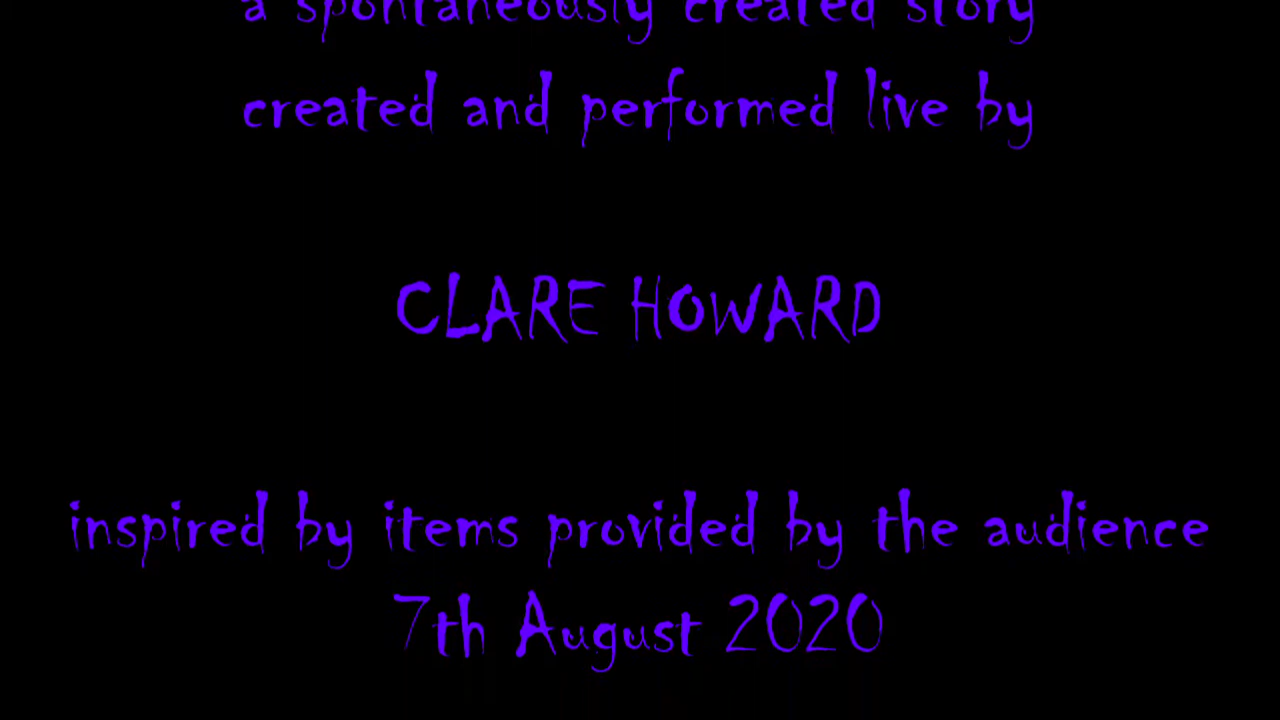 a spontaneously created story
created and performed live by
CLARE HOWARD
inspired by items provided by the audience
7th August 2020